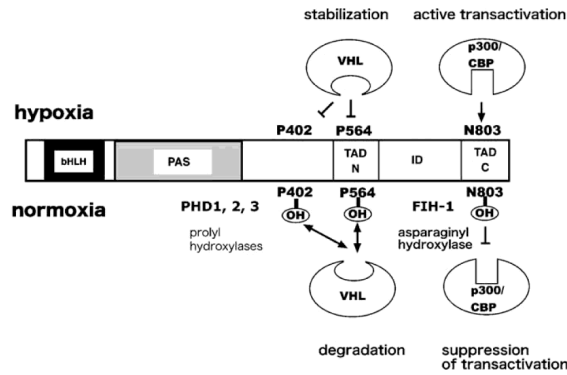 stabilization
active transactivation
VHL
p300/
CBP
hypoxia
P402
P564
N803
bHLH
PAS
TAD
N
ID
TAD
C
normoxia
PHD1, 2, 3
P402
P564
FIH-1
N803
OH
OH
OH
prolyl
hydroxylases
asparaginyl
hydroxylase
VHL
p300/
CBP
degradation
suppression
of transactivation